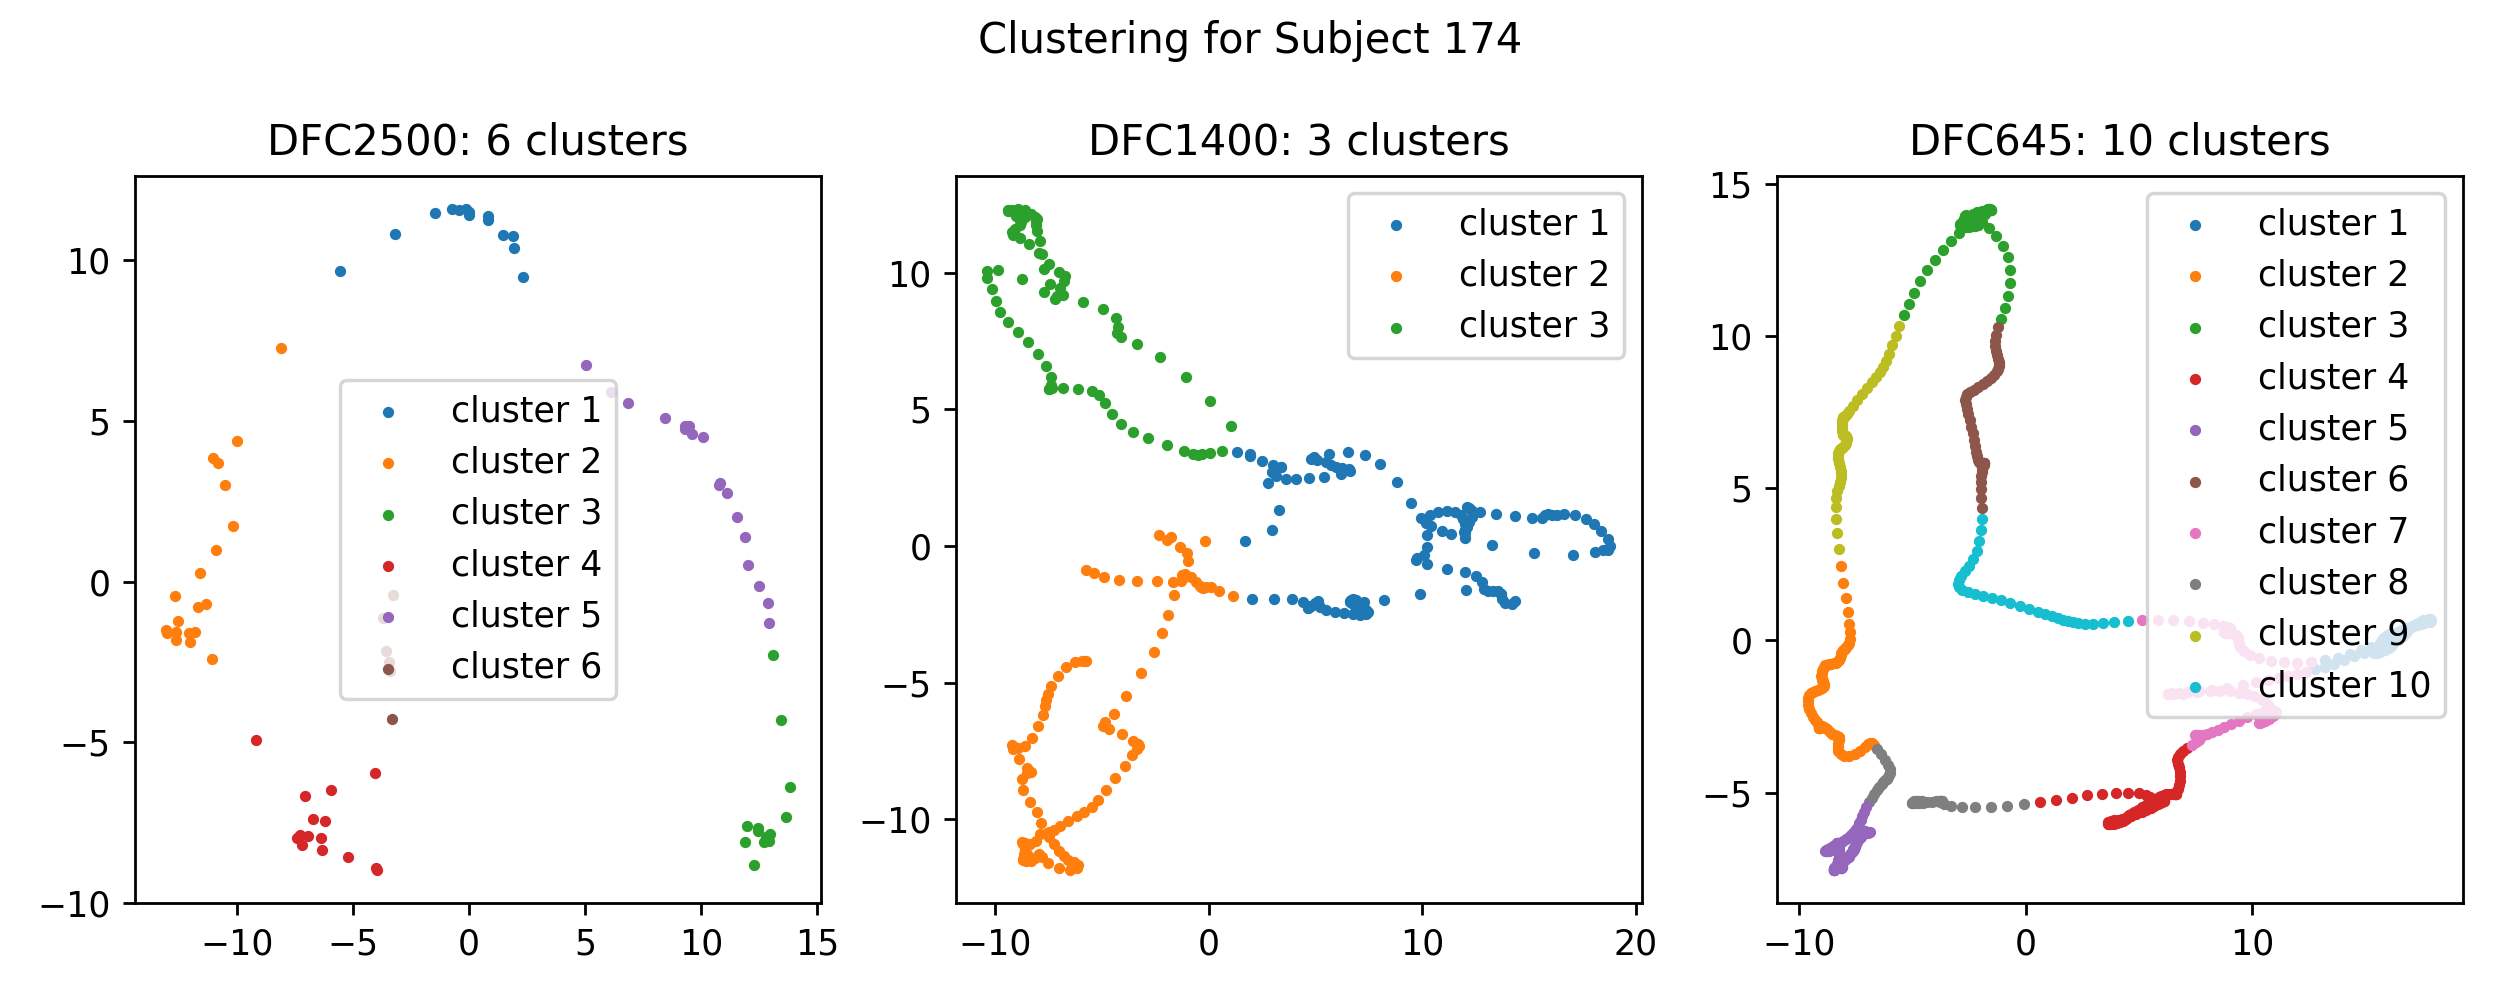 Clustering for Subject 174
DFC2500: 6 clusters
10
5
0
−5
−10
−10
−5
0
5
10
15
cluster 1
cluster 2
cluster 3
cluster 4
cluster 5
cluster 6
DFC1400: 3 clusters
10
5
0
−5
−10
−10
0
10
20
cluster 1
cluster 2
cluster 3
DFC645: 10 clusters
15
10
5
0
−5
−10
0
10
cluster 1
cluster 2
cluster 3
cluster 4
cluster 5
cluster 6
cluster 7
cluster 8
cluster 9
cluster 10